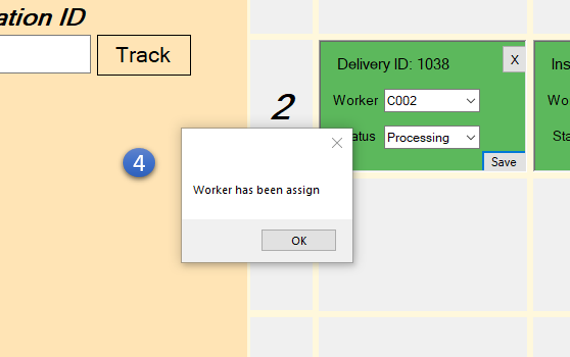 ation ID
Track
2
Delivery ID: 1038
X
Worker
C002
atus
Processing
Save
Ins
Wo
Sta
4
Worker has been assign
OK